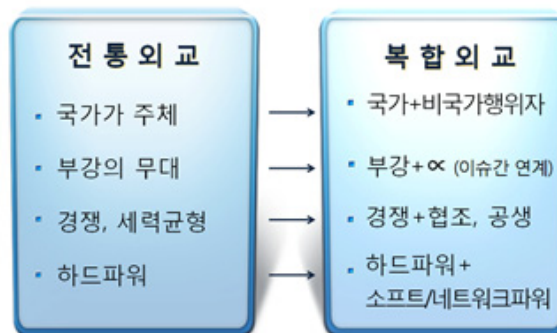 전통외교
국가가 주체
부강의 무대
경쟁, 세력균형
하드파워
복합외교
국가+비국가행위자
부강+∝ (이슈간 연계)
경쟁+협조, 공생
하드파워+
소프트/네트워크파워